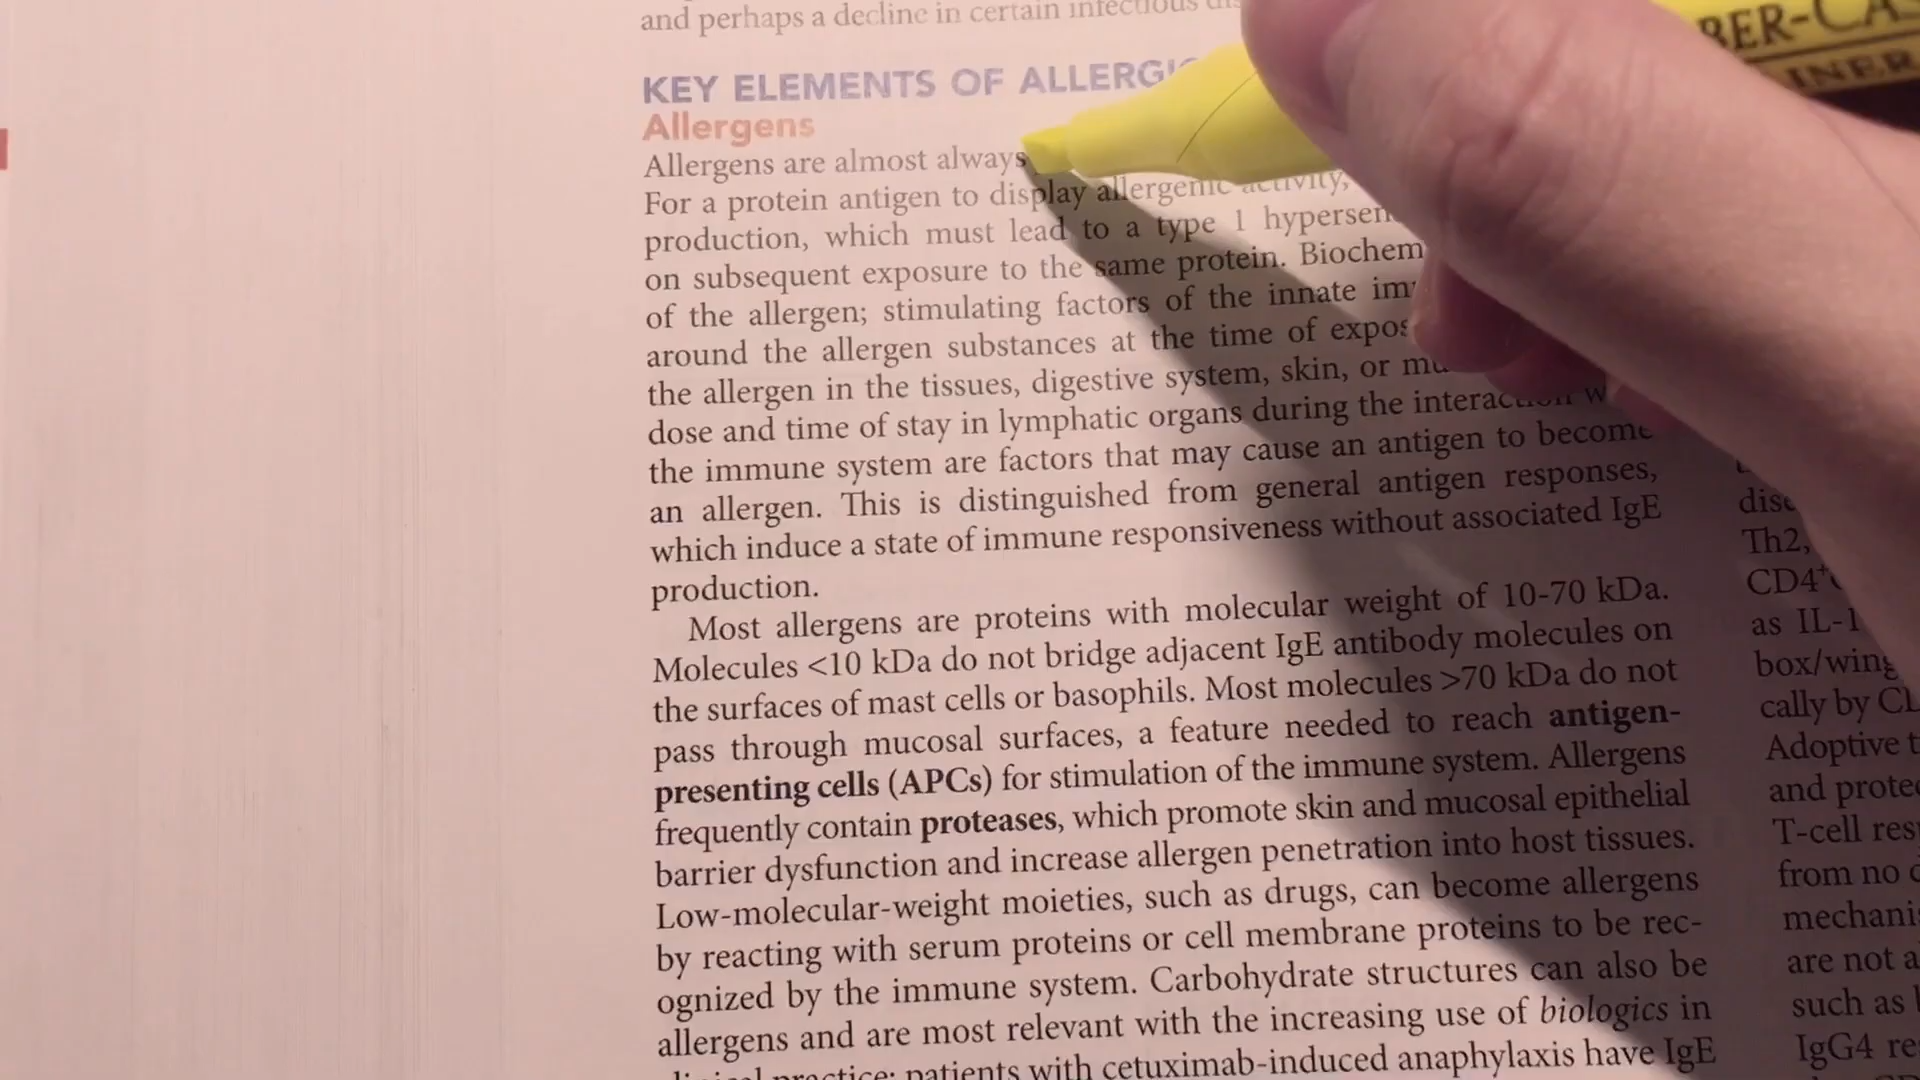 and perhaps a decline in certain infectious
KEY ELEMENTS OF
Allergens
Allergens are almost always
For a protein antigen to display allergenic activity,
production, which must lead to a type 1
on subsequent exposure to the same protein.
of the allergen; stimulating factors of the innate
around the allergen substances at the time of
the allergen in the tissues, digestive system, skin, or
dose and time of stay in lymphatic organs during the interaction
the immune system are factors that may cause an antigen to become
an allergen. This is distinguished from general antigen responses,
which induce a state of immune responsiveness without associated IgE
production.
Most allergens are proteins with molecular weight of 10-70 kDa.
Molecules <10 kDa do not bridge adjacent IgE antibody molecules on
the surfaces of mast cells or basophils. Most molecules >70 kDa do not
pass through mucosal surfaces, a feature needed to reach antigen-
presenting cells (APCs) for stimulation of the immune system. Allergens
frequently contain proteases, which promote skin and mucosal epithelial
barrier dysfunction and increase allergen penetration into host tissues.
Low-molecular-weight moieties, such as drugs, can become allergens
by reacting with serum proteins or cell membrane proteins to be rec-
ognized by the immune system. Carbohydrate structures can also be
allergens and are most relevant with the increasing use of biologics in
practice; patients with cetuximab-induced anaphylaxis have IgE
Th2,
as
cally by
Adoptive
and
T-cell
from no
are not a
such as
IgG4